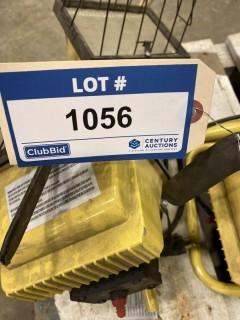 LOT #
1056
ClubBid
CENTURY
AUCTIONS